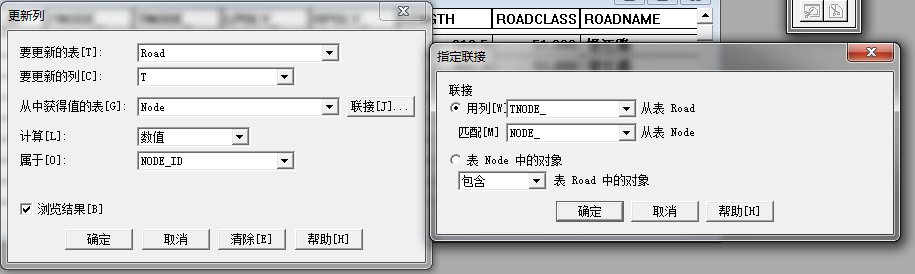 更新列
要更新的表[T]: Road
要更新的列[C]: T
从中获得值的表[G]: Node 联接[J]...
计算[L]: 数值
属于[O]: NODE_ID
浏览结果[B]
确定 取消 清除[E] 帮助[H]
GTH ROADCLASS ROADNAME
指定联接
联接
用列[W] TNODE_ 从表 Road
匹配[M] NODE_ 从表 Node
表 Node 中的对象
包含 表 Road 中的对象
确定 取消 帮助[H]